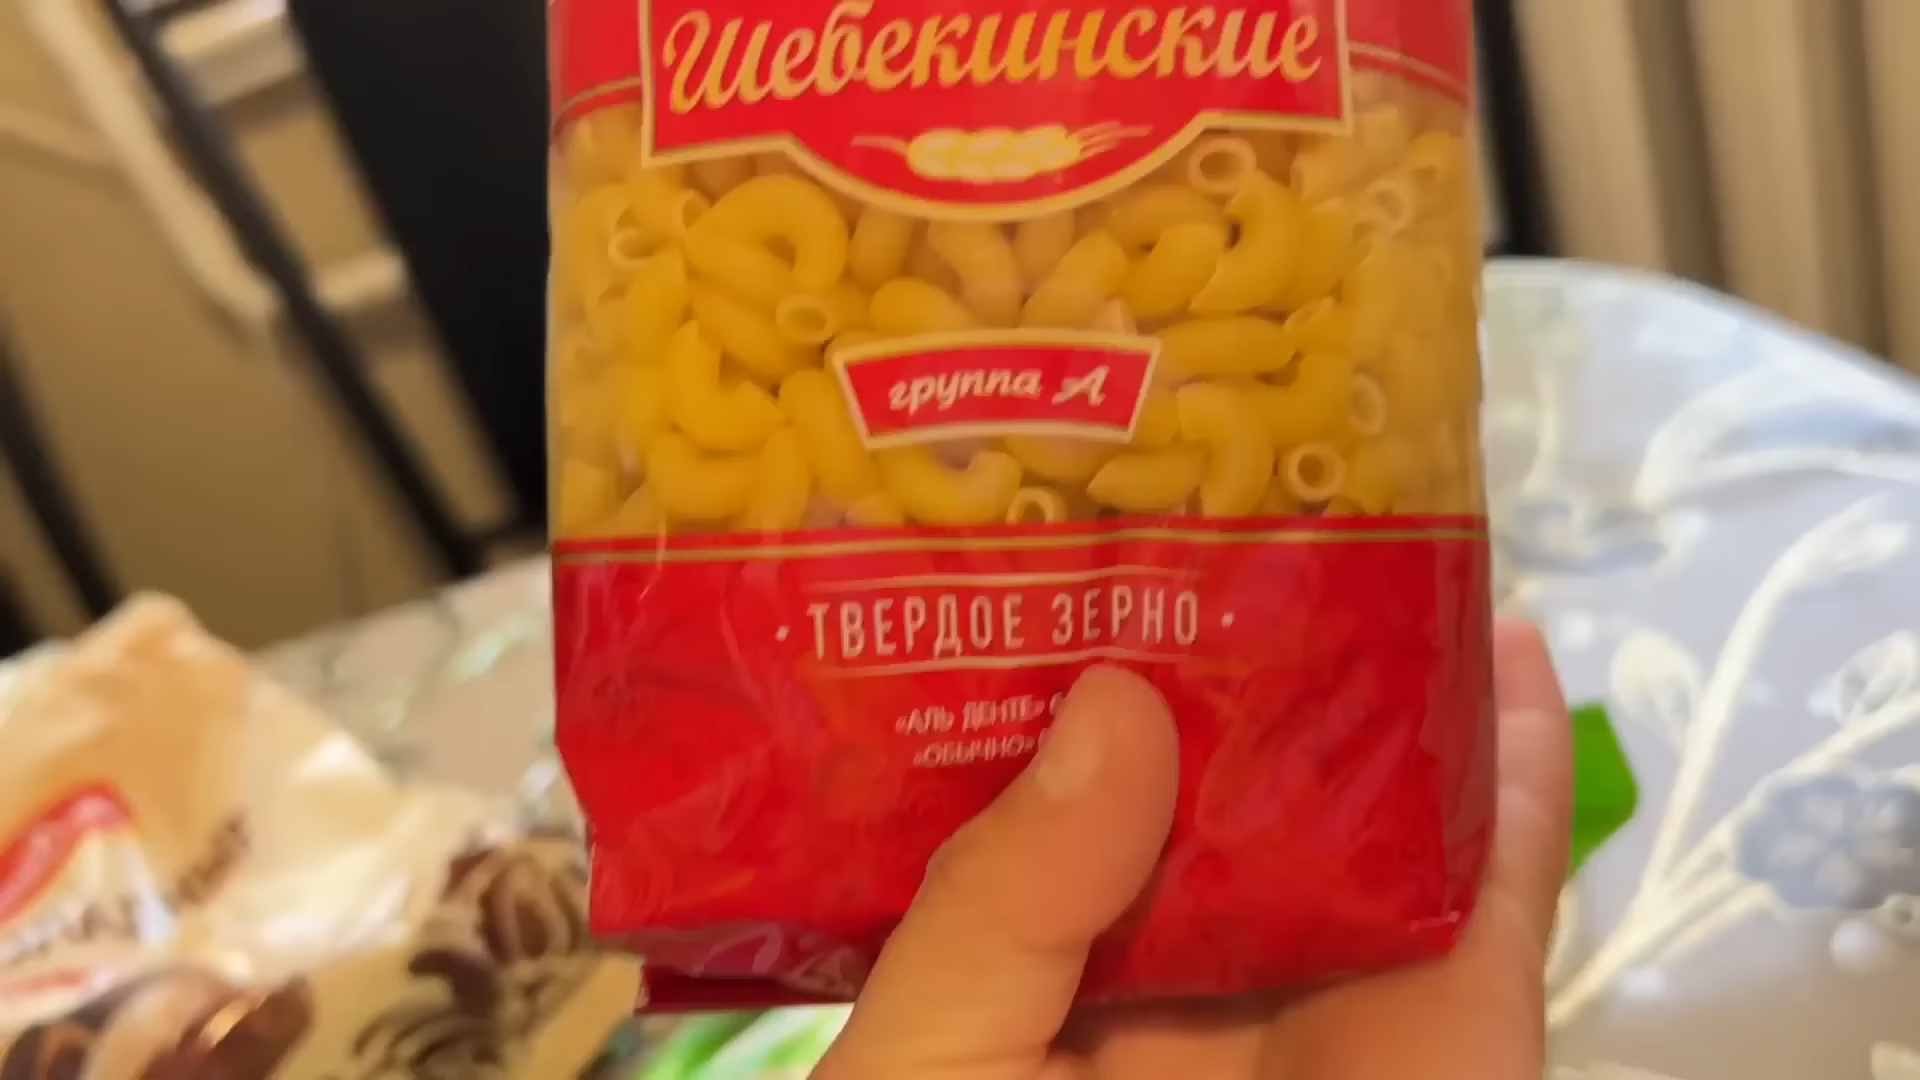 Шебекинские
группа А
· ТВЕРДОЕ ЗЕРНО ·
«АЛЬ ДЕНТЕ»
«ОБЫЧНО»